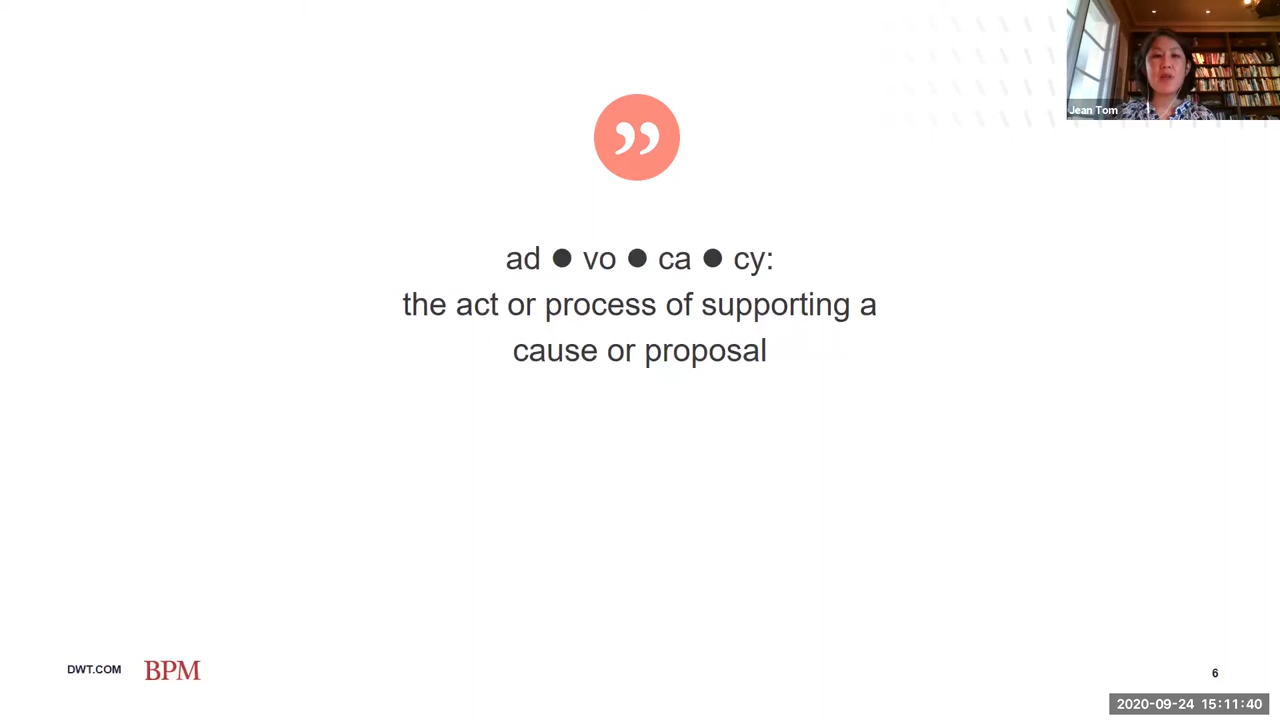 Jean Tom
”
ad ● vo ● ca ● cy:
the act or process of supporting a
cause or proposal
DWT.COM
BPM
6
2020-09-24 15:11:40